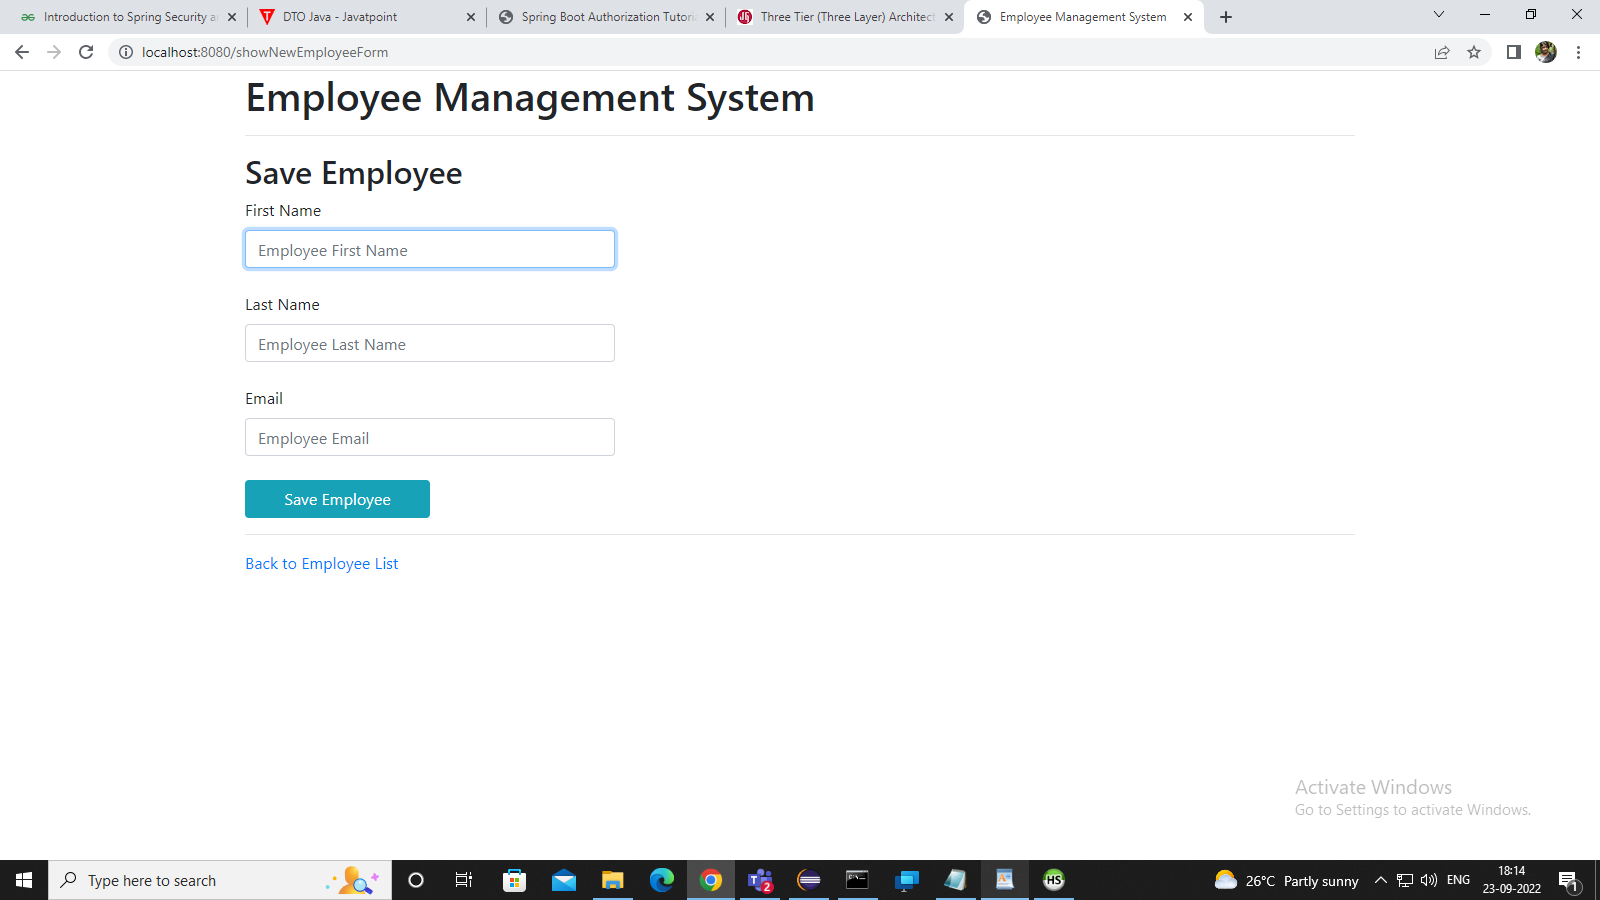 Introduction to Spring Security a
DTO Java - Javatpoint
Spring Boot Authorization Tutori
Three Tier (Three Layer) Architect
Employee Management System
localhost:8080/showNewEmployeeForm
Employee Management System
Save Employee
First Name
Employee First Name
Last Name
Employee Last Name
Email
Employee Email
Save Employee
Back to Employee List
Activate Windows
Go to Settings to activate Windows.
Type here to search
2
HS
26°C Partly sunny
ENG
18:14
23-09-2022
1